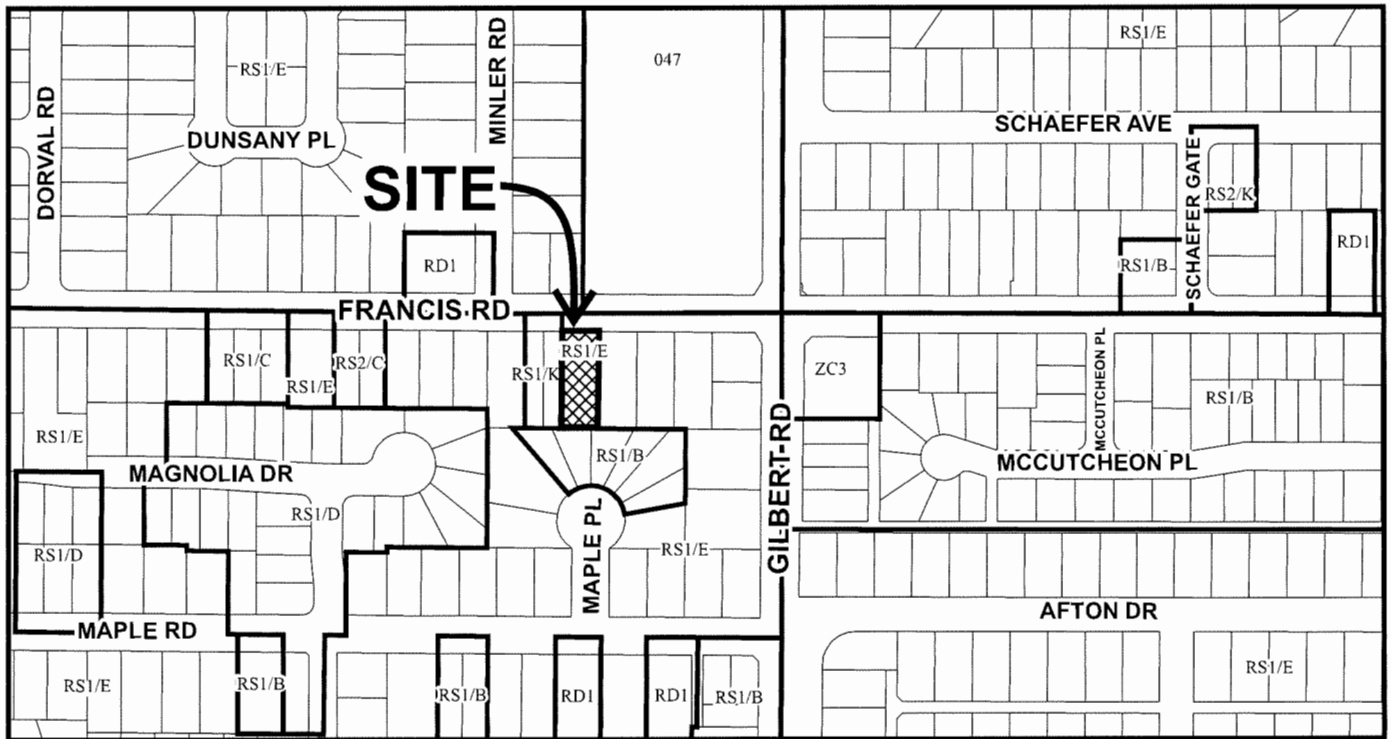 RS1/E
047
RS1/E
MINLER RD
DORVAL RD
DUNSANY PL
SCHAEFER AVE
SITE
SCHAEFER GATE
RS2/K
RD1
RS1/B
RD1
FRANCIS RD
RS1/C
RS1/E
RS2/C
RS1/K
RS1/E
ZC3
MCCUTCHEON PL
RS1/B
RS1/E
MAGNOLIA DR
RS1/B
GILBERT RD
MCCUTCHEON PL
RS1/D
RS1/D
MAPLE PL
RS1/E
MAPLE RD
AFTON DR
RS1/E
RS1/B
RS1/B
RD1
RD1
RS1/B
RS1/E